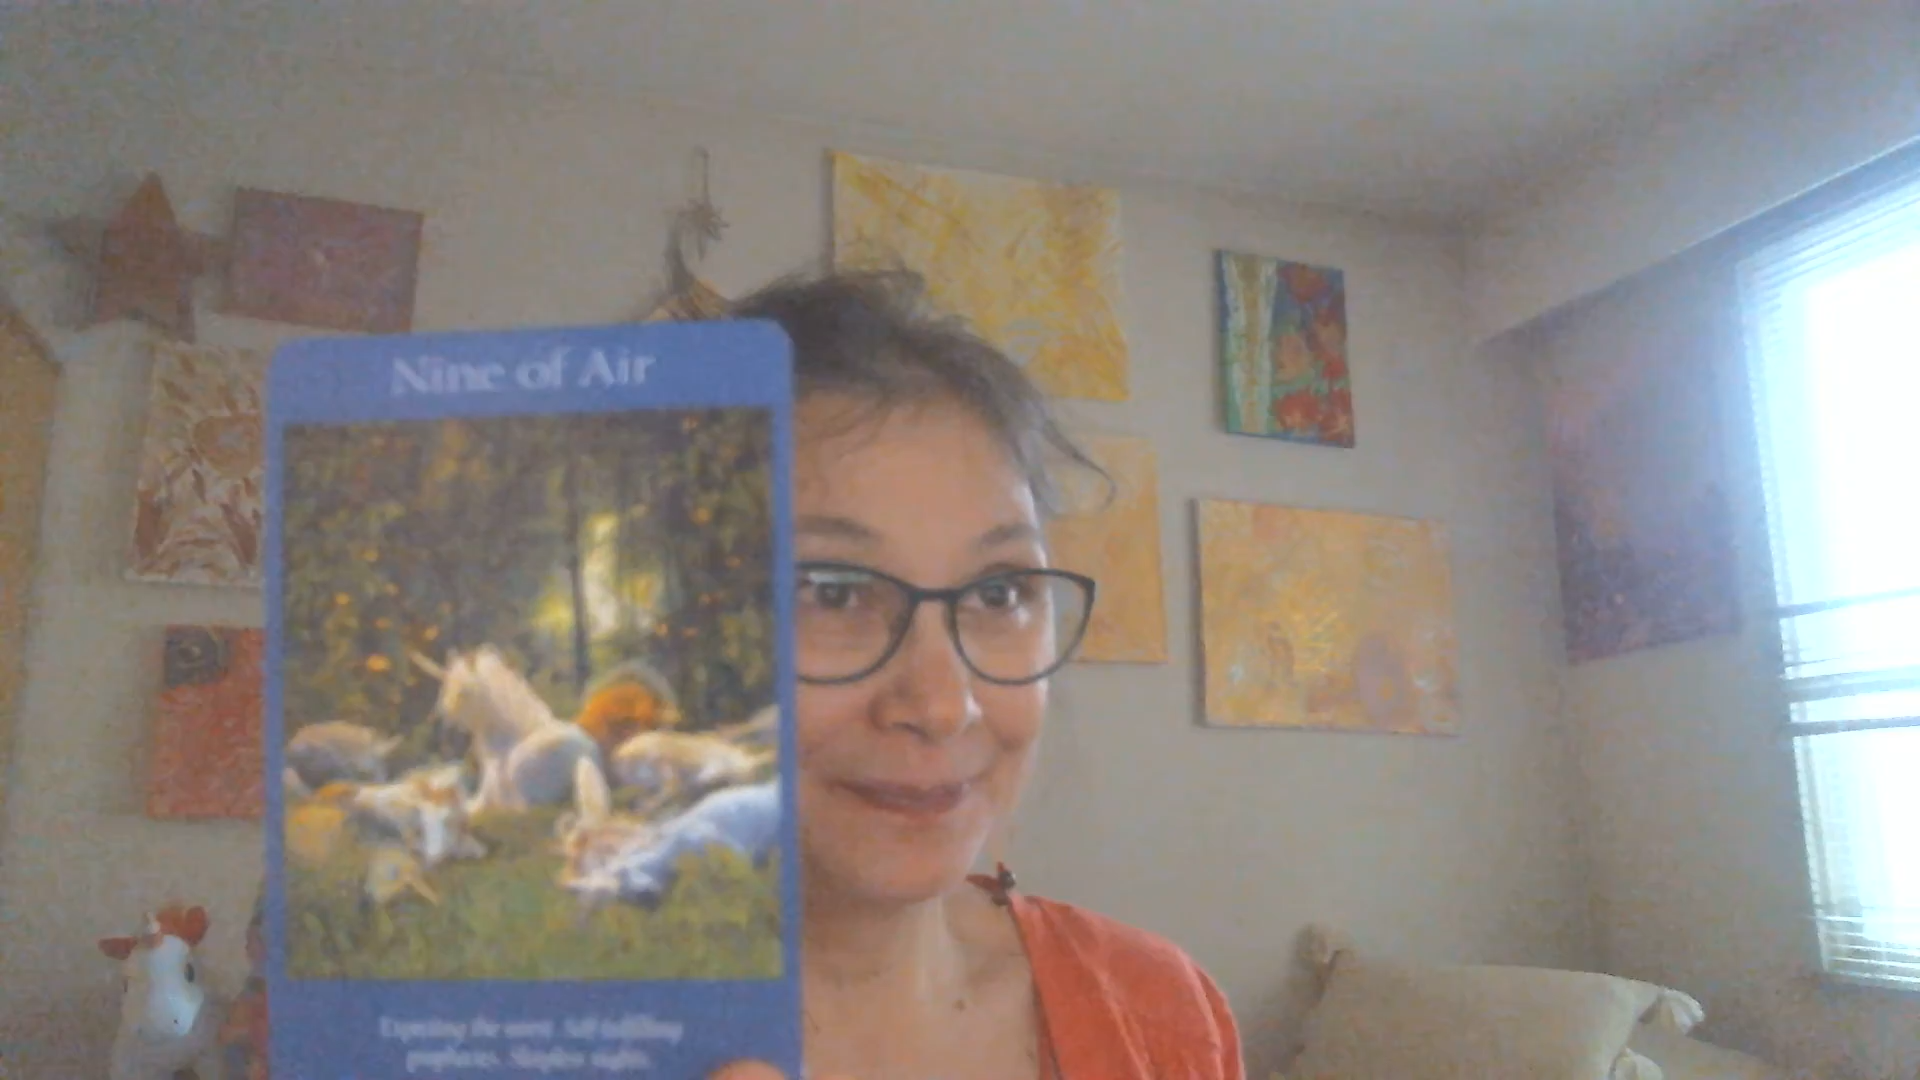 Nine of Air
Expecting the worst. Self-fulfilling
prophecies. Sleepless nights.